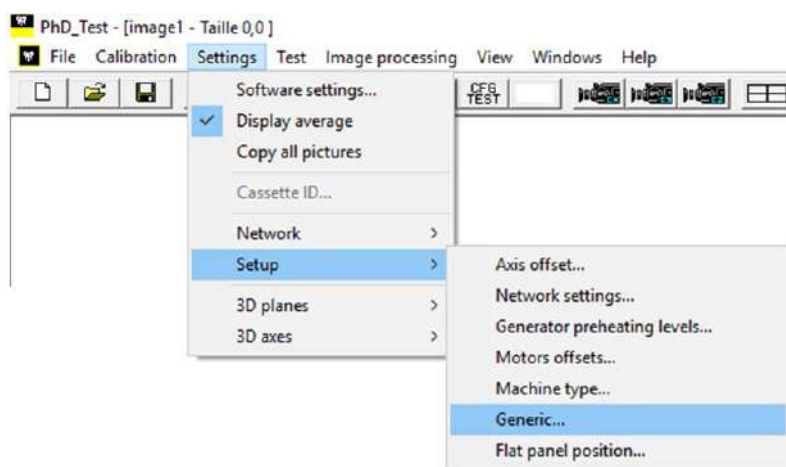 PhD_Test - [image1 - Taille 0,0 ]
File Calibration Settings Test Image processing View Windows Help
CFG
TEST
Software settings...
Display average
Copy all pictures
Cassette ID...
Network
Setup
3D planes
3D axes
Axis offset...
Network settings...
Generator preheating levels...
Motors offsets...
Machine type...
Generic...
Flat panel position...